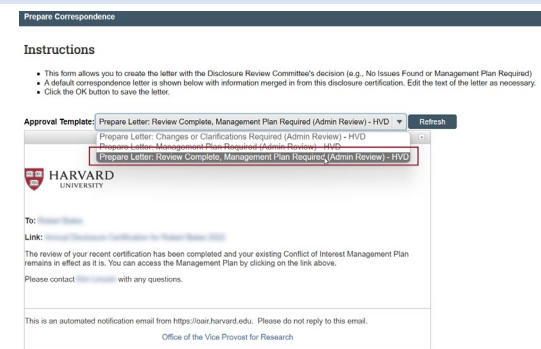 Prepare Correspondence
Instructions
This form allows you to create the letter with the Disclosure Review Committee's decision (e.g., No Issues Found or Management Plan Required)
A default correspondence letter is shown below with information merged in from this disclosure certification. Edit the text of the letter as necessary.
Click the OK button to save the letter.
Approval Template: Prepare Letter: Review Complete, Management Plan Required (Admin Review) - HVD Refresh
Prepare Letter: Changes or Clarifications Required (Admin Review) - HVD
Prepare Letter: Management Plan Required (Admin Review) - HVD
Prepare Letter: Review Complete, Management Plan Required (Admin Review) - HVD
HARVARD
UNIVERSITY
To:
Link:
The review of your recent certification has been completed and your existing Conflict of Interest Management Plan
remains in effect as it is. You can access the Management Plan by clicking on the link above.
Please contact with any questions.
This is an automated notification email from https://oair.harvard.edu. Please do not reply to this email.
Office of the Vice Provost for Research